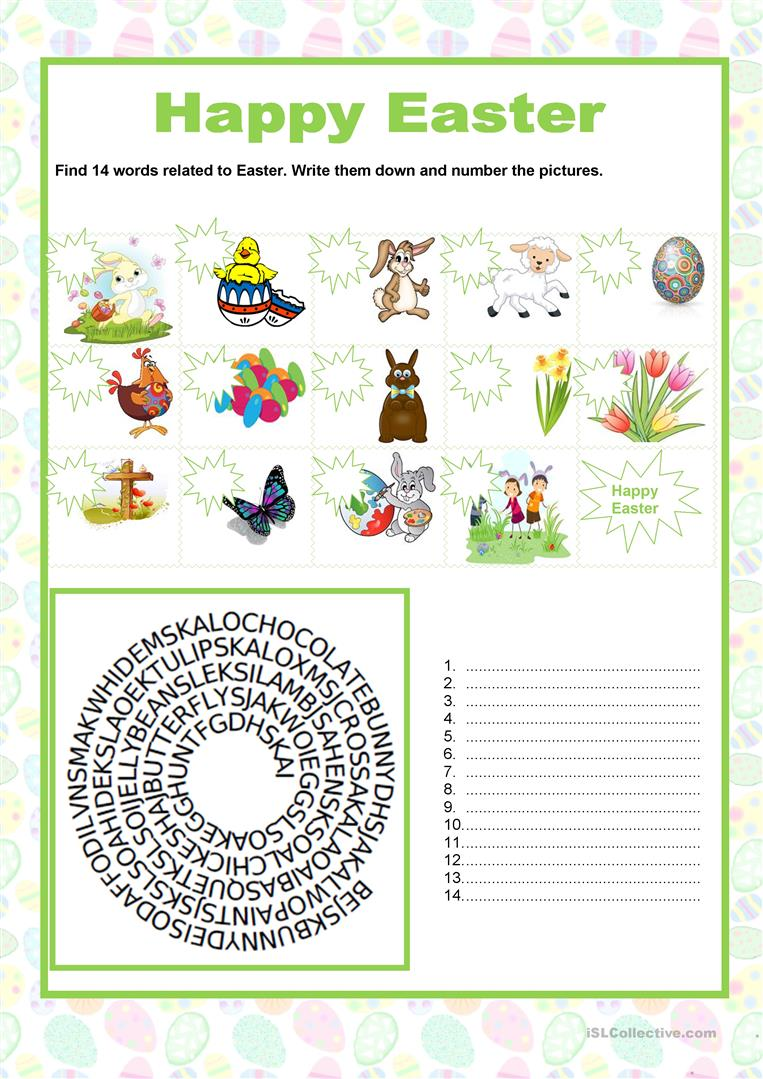 Happy Easter
Find 14 words related to Easter. Write them down and number the pictures.
Happy
Easter
BEJSKBUNNYDEISODAFFODILVNSMAKWHIDEMSKALOCHOCOLATEBUNNYDHSJAKALWOPAINTSJSKSLSOAHIDEKSLAOEKTULIPSKALOXMSJCROSSAKALAOAIBASQUETKSLSOJELLYBEANSLEKSILAMBJSAHENSKSOALCHICKESHAJBUTTERFLYSJAKWOIEGGSLSOAKEGGHUNTFGDHSKAI
1.
2.
3.
4.
5.
6.
7.
8.
9.
10.
11.
12.
13.
14.
iSLCollective.com